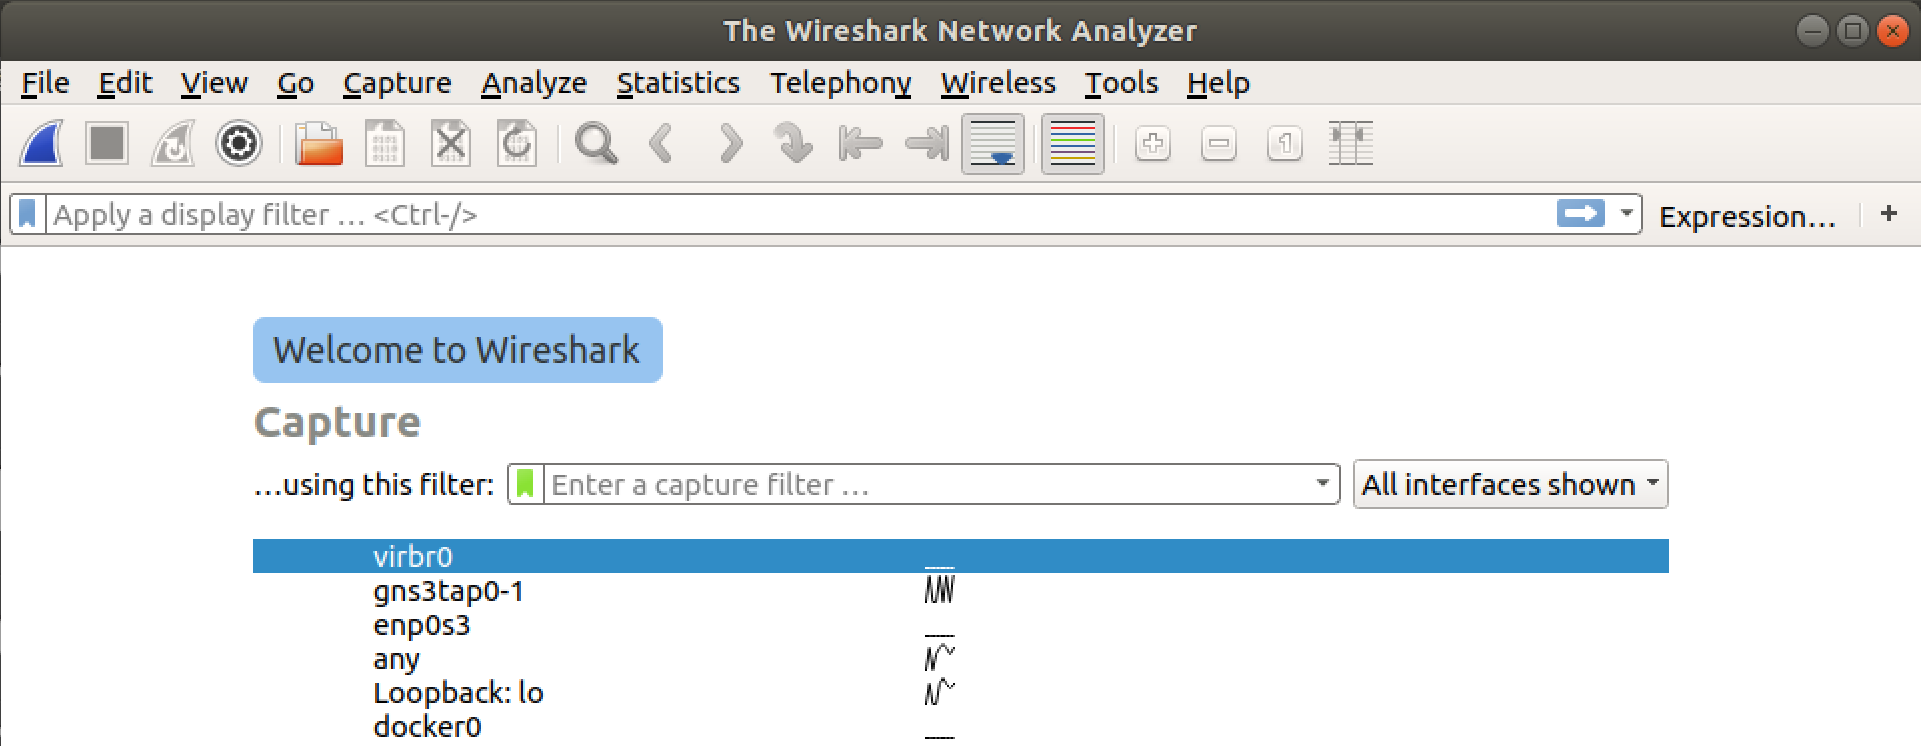 The Wireshark Network Analyzer
File Edit View Go Capture Analyze Statistics Telephony Wireless Tools Help
Apply a display filter … <Ctrl-/> Expression… +
Welcome to Wireshark
Capture
…using this filter: Enter a capture filter … All interfaces shown
virbr0
gns3tap0-1
enp0s3
any
Loopback: lo
docker0